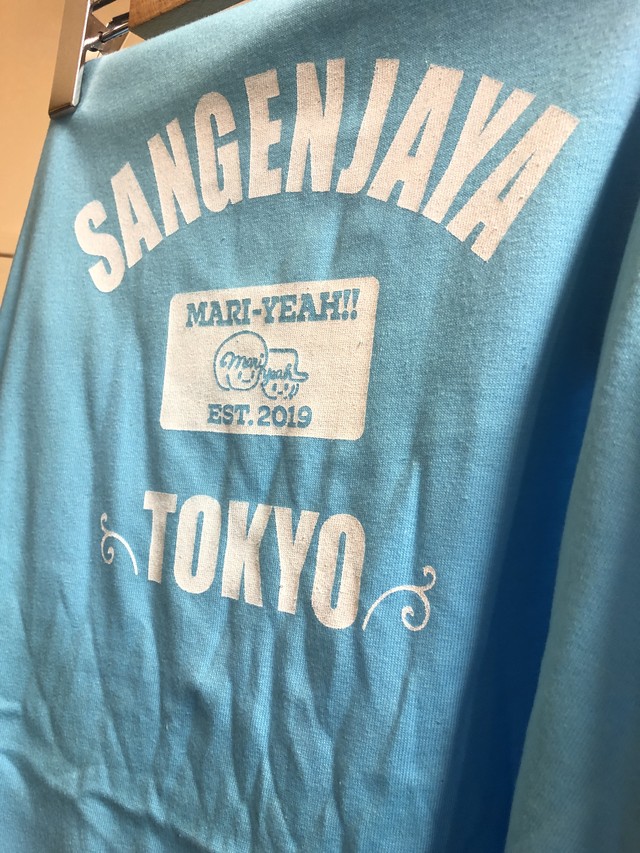 SANGENJAYA
MARI-YEAH!!
Mari
Yeah
EST. 2019
TOKYO